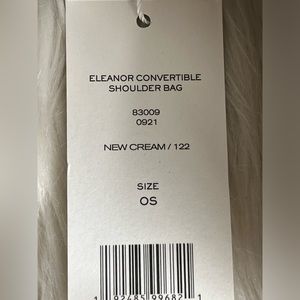 ELEANOR CONVERTIBLE
SHOULDER BAG
83009
0921
NEW CREAM / 122
SIZE
OS
1 92485 99682 1